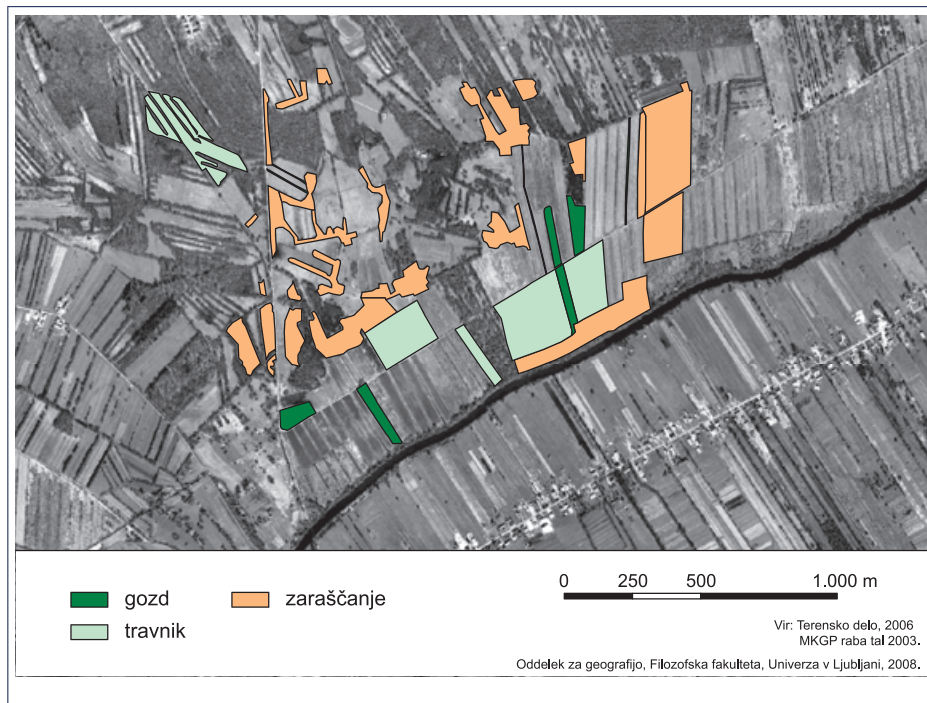 gozd
zaraščanje
travnik
0 250 500 1.000 m
Vir: Terensko delo, 2006
MKGP raba tal 2003.
Oddelek za geografijo, Filozofska fakulteta, Univerza v Ljubljani, 2008.